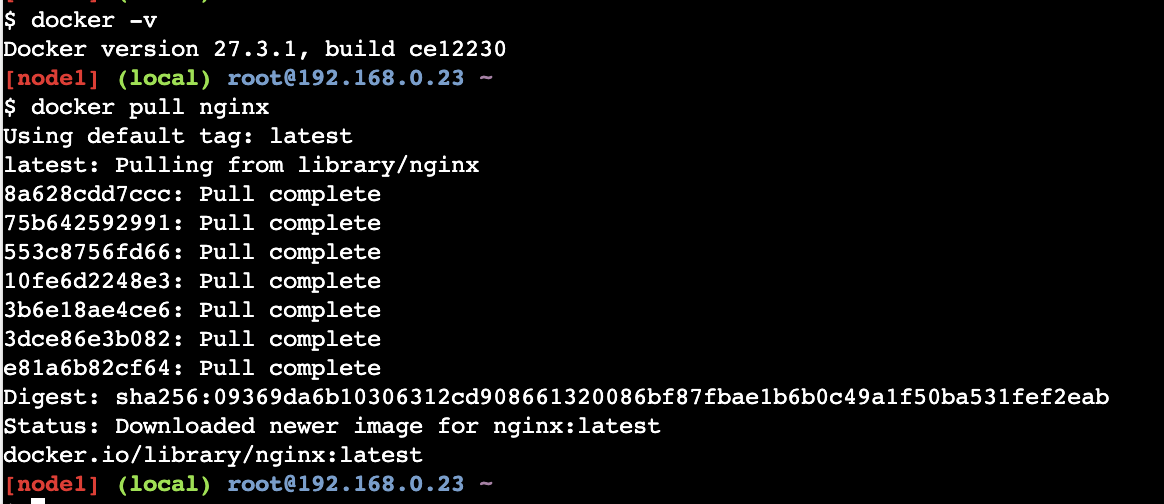 $ docker -v
Docker version 27.3.1, build ce12230
[node1] (local) root@192.168.0.23 ~
$ docker pull nginx
Using default tag: latest
latest: Pulling from library/nginx
8a628cdd7ccc: Pull complete
75b642592991: Pull complete
553c8756fd66: Pull complete
10fe6d2248e3: Pull complete
3b6e18ae4ce6: Pull complete
3dce86e3b082: Pull complete
e81a6b82cf64: Pull complete
Digest: sha256:09369da6b10306312cd908661320086bf87fbae1b6b0c49a1f50ba531fef2eab
Status: Downloaded newer image for nginx:latest
docker.io/library/nginx:latest
[node1] (local) root@192.168.0.23 ~